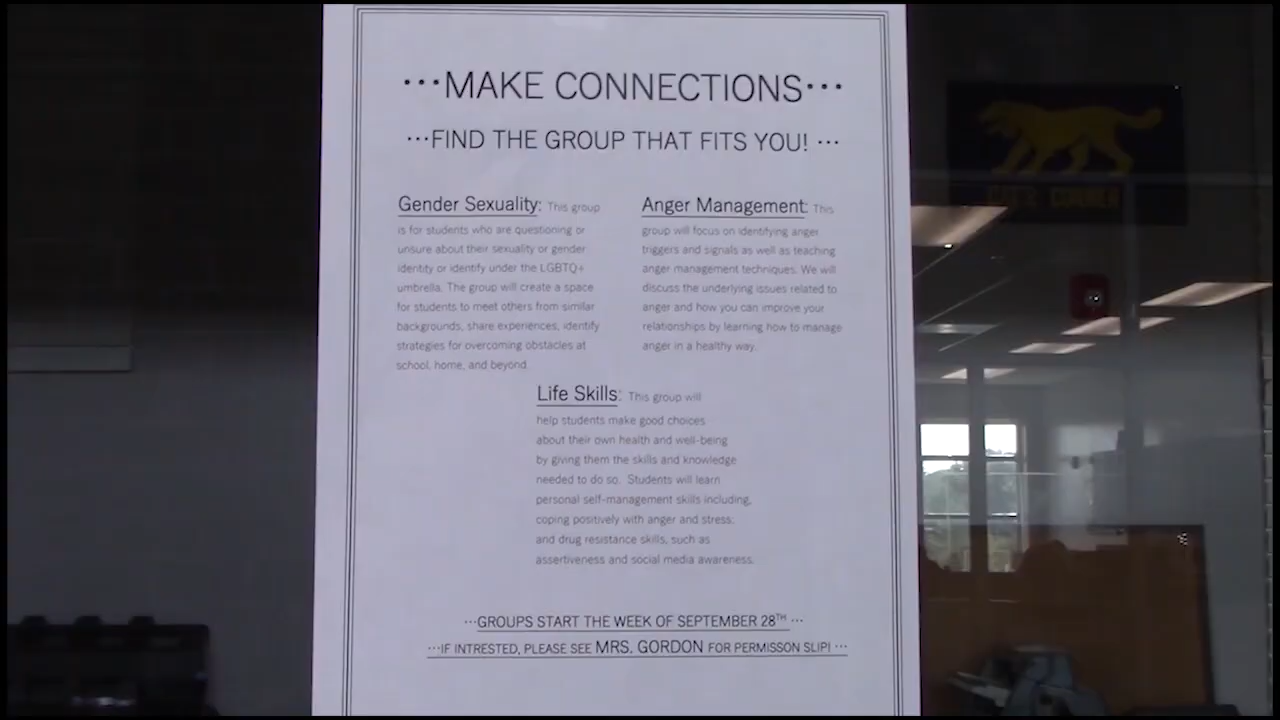 ···MAKE CONNECTIONS···
···FIND THE GROUP THAT FITS YOU! ···
Gender Sexuality: This group
is for students who are questioning or
unsure about their sexuality or gender
identity or identify under the LGBTQ+
umbrella. The group will create a space
for students to meet others from similar
backgrounds, share experiences, identify
strategies for overcoming obstacles at
school, home, and beyond.
Anger Management: This
group will focus on identifying anger
triggers and signals as well as teaching
anger management techniques. We will
discuss the underlying issues related to
anger and how you can improve your
relationships by learning how to manage
anger in a healthy way.
Life Skills: This group will
help students make good choices
about their own health and well-being
by giving them the skills and knowledge
needed to do so. Students will learn
personal self-management skills including,
coping positively with anger and stress;
and drug resistance skills, such as
assertiveness and social media awareness.
···GROUPS START THE WEEK OF SEPTEMBER 28TH ···
···IF INTRESTED, PLEASE SEE MRS. GORDON FOR PERMISSON SLIP! ···
CORNER